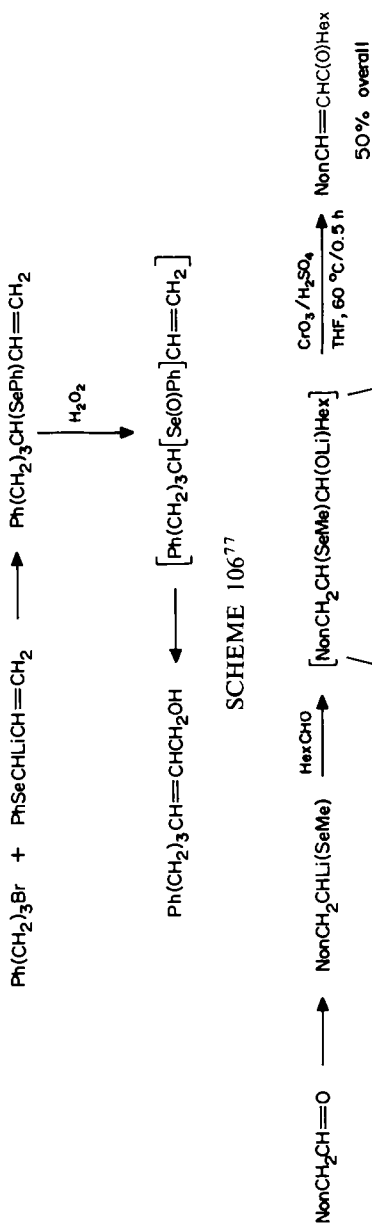 Ph(CH₂)₃Br + PhSeCHLiCH=CH₂ → Ph(CH₂)₃CH(SePh)CH=CH₂
H₂O₂
Ph(CH₂)₃CH=CHCH₂OH ← [Ph(CH₂)₃CH[Se(O)Ph]CH=CH₂]
SCHEME 106⁷⁷
NonCH₂CH=O → NonCH₂CHLi(SeMe) HexCHO → [NonCH₂CH(SeMe)CH(OLi)Hex] CrO₃/H₂SO₄ → NonCH=CHC(O)Hex
THF, 60 °C/0.5 h
50% overall